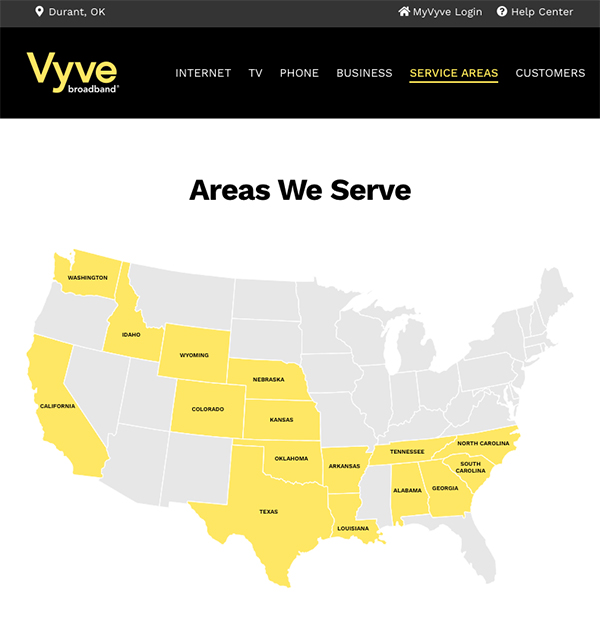 Durant, OK
MyVyve Login
Help Center
Vyve
broadband®
INTERNET TV PHONE BUSINESS SERVICE AREAS CUSTOMERS
Areas We Serve
WASHINGTON
IDAHO
WYOMING
NEBRASKA
CALIFORNIA
COLORADO
KANSAS
OKLAHOMA
ARKANSAS
TENNESSEE
NORTH CAROLINA
SOUTH
CAROLINA
ALABAMA
GEORGIA
TEXAS
LOUISIANA